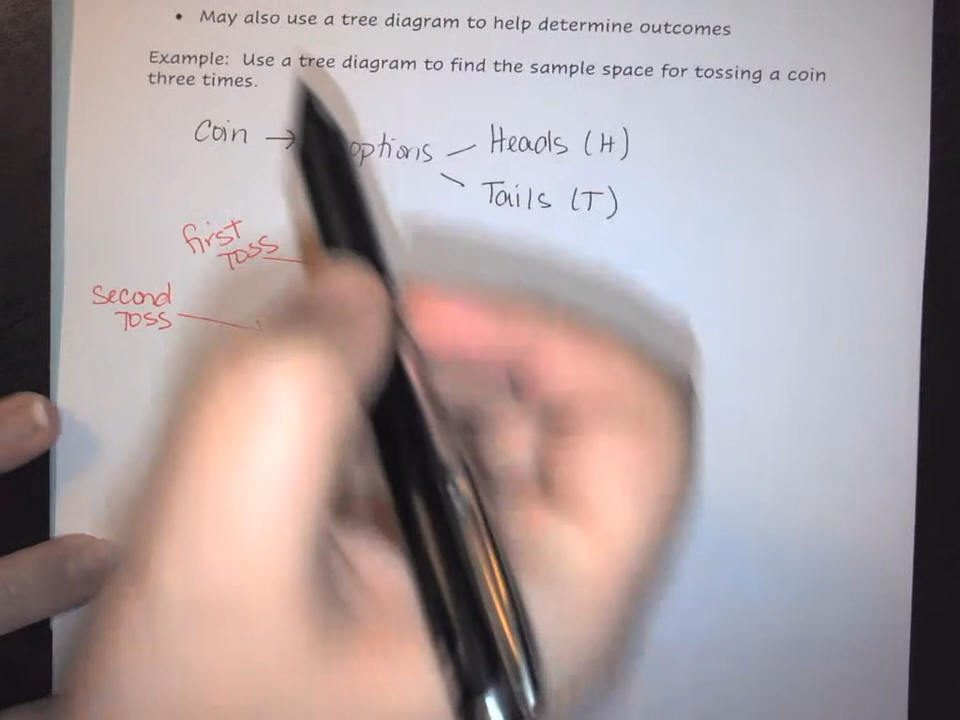 • May also use a tree diagram to help determine outcomes
Example: Use a tree diagram to find the sample space for tossing a coin
three times.
Coin → options — Heads (H)
Tails (T)
first
Toss
Second
Toss